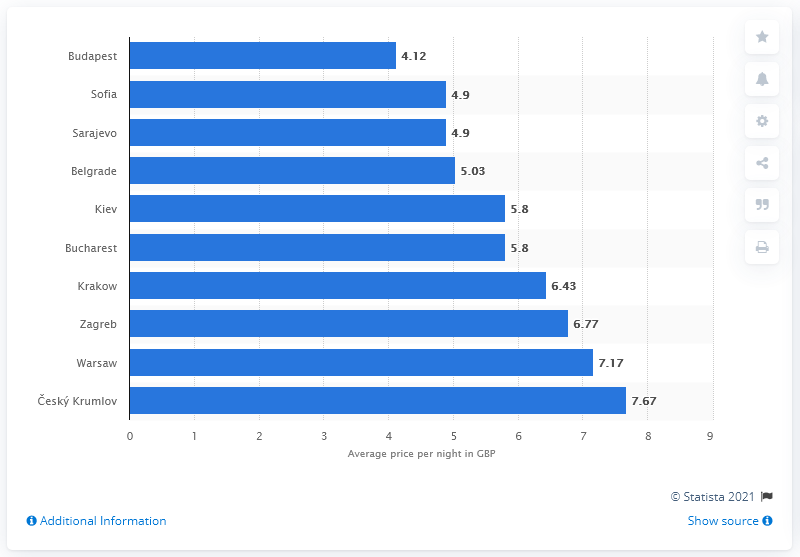 Budapest 4.12
Sofia 4.9
Sarajevo 4.9
Belgrade 5.03
Kiev 5.8
Bucharest 5.8
Krakow 6.43
Zagreb 6.77
Warsaw 7.17
Český Krumlov 7.67
0 1 2 3 4 5 6 7 8 9
Average price per night in GBP
© Statista 2021
Additional Information Show source